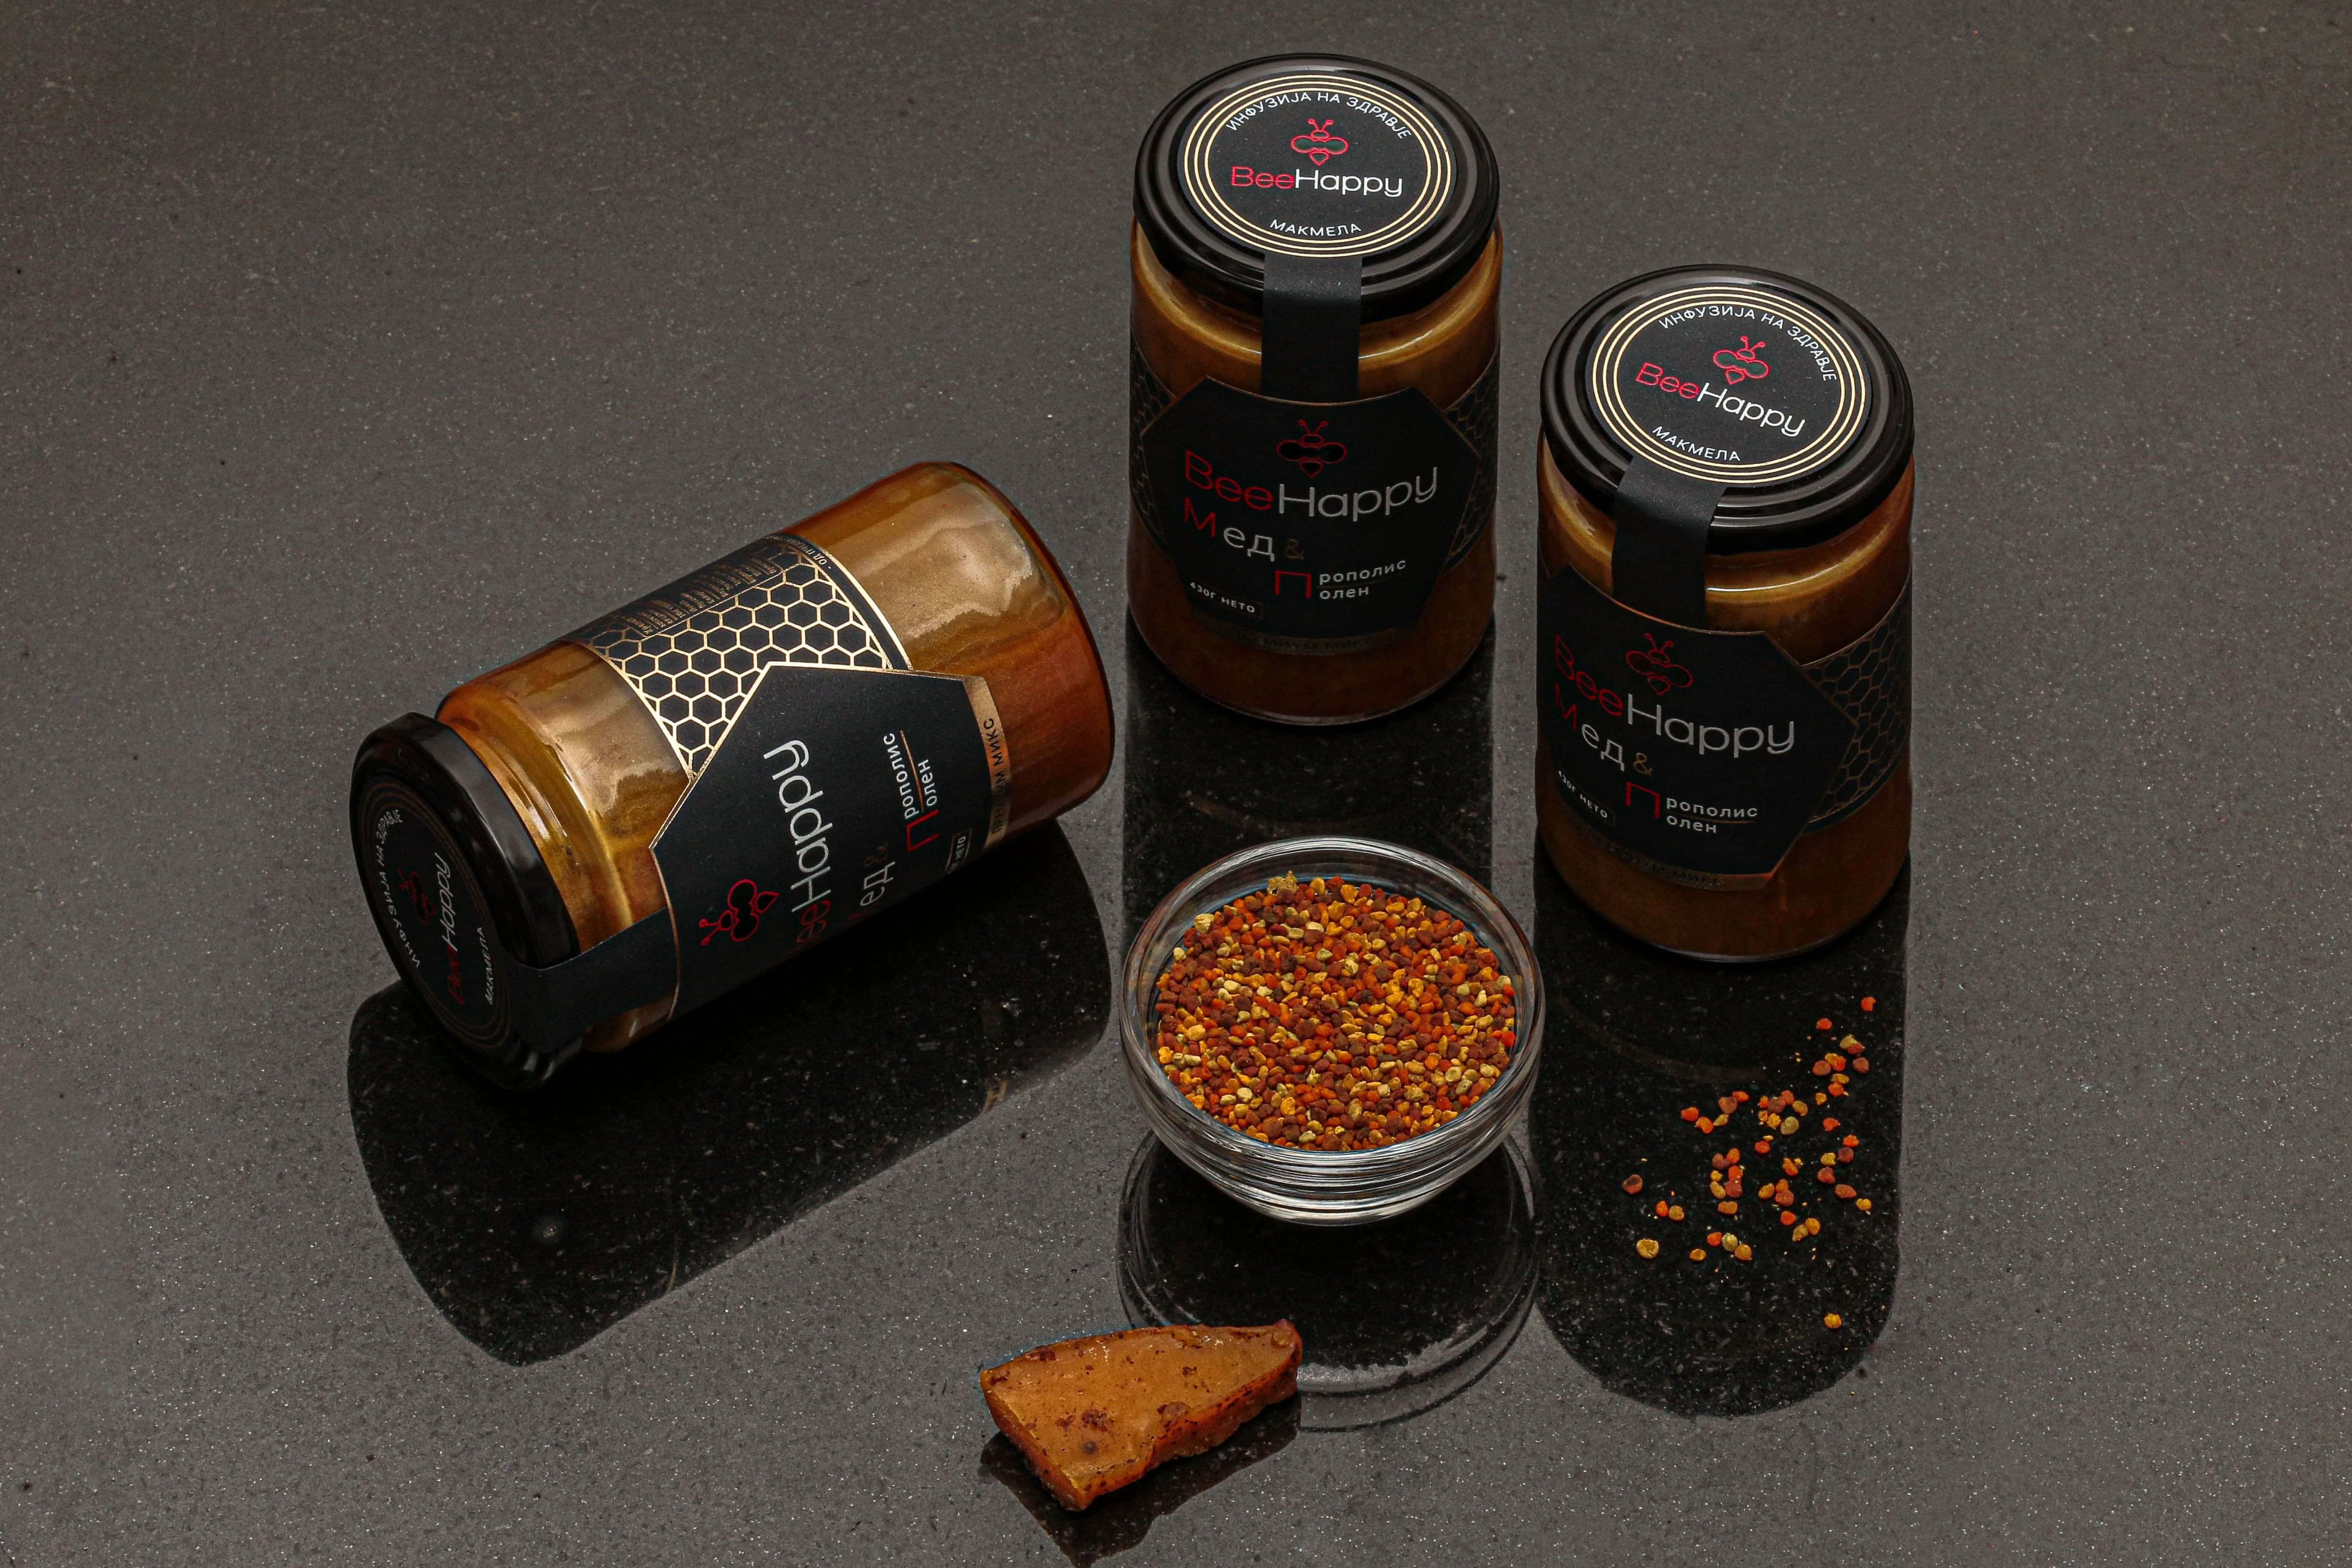 ИНФУЗИЈА НА ЗДРАВЈЕ
BeeHappy
МАКМЕЛА
BeeHappy
Мед &
Прополис
Полен
430г НЕТО
ИНФУЗИЈА НА ЗДРАВЈЕ
BeeHappy
МАКМЕЛА
BeeHappy
Мед &
Прополис
Полен
430г НЕТО
ИНФУЗИЈА НА ЗДРАВЈЕ
BeeHappy
МАКМЕЛА
BeeHappy
Мед &
Прополис
Полен
НЕТО
МИКС